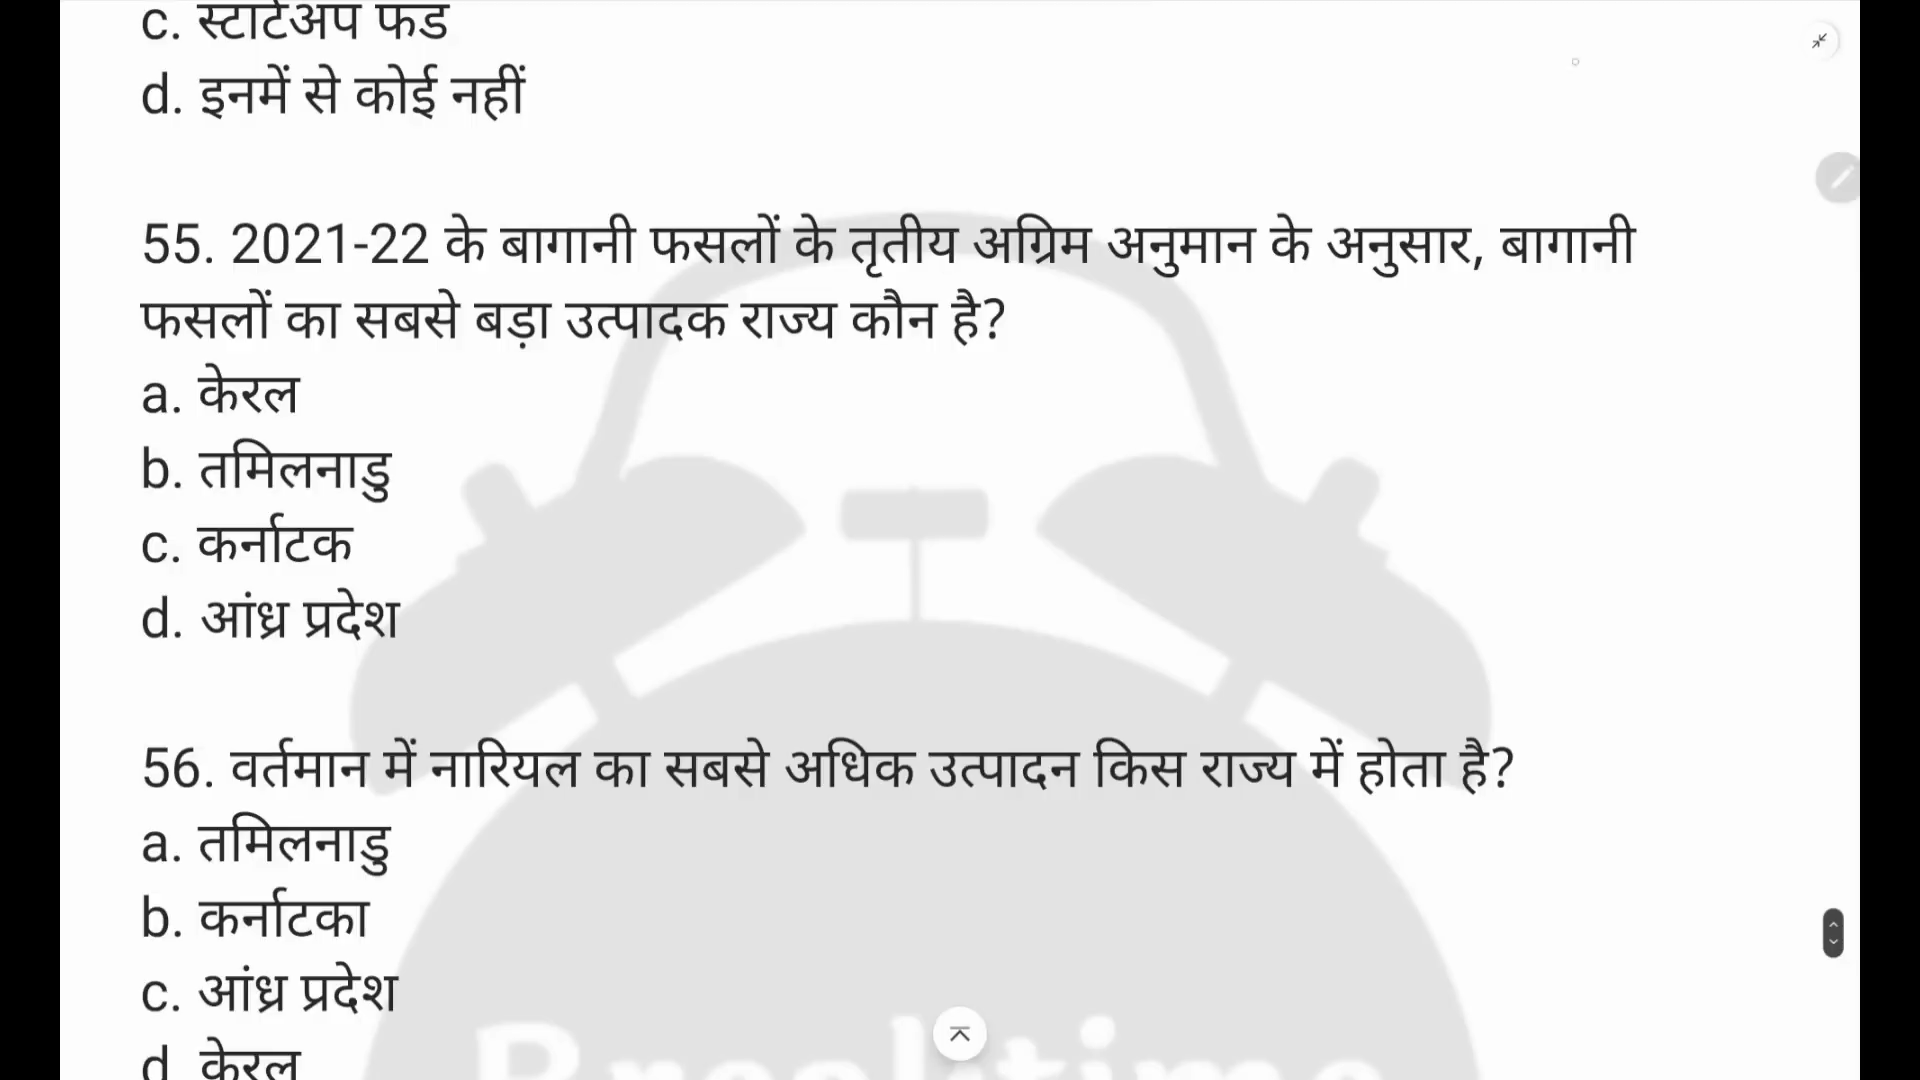 c. स्टार्टअप फंड
d. इनमें से कोई नहीं
55. 2021-22 के बागानी फसलों के तृतीय अग्रिम अनुमान के अनुसार, बागानी
फसलों का सबसे बड़ा उत्पादक राज्य कौन है?
a. केरल
b. तमिलनाडु
c. कर्नाटक
d. आंध्र प्रदेश
56. वर्तमान में नारियल का सबसे अधिक उत्पादन किस राज्य में होता है?
a. तमिलनाडु
b. कर्नाटका
c. आंध्र प्रदेश
d. केरल
Breaktime